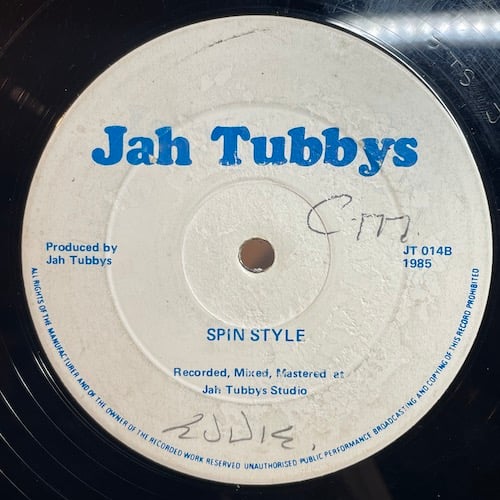 Jah Tubbys
Produced by
Jah Tubbys
JT 014B
1985
SPIN STYLE
Recorded, Mixed, Mastered at
Jah Tubbys Studio
ALL RIGHTS OF THE MANUFACTURER AND OF THE OWNER OF THE RECORDED WORK RESERVED UNAUTHORISED PUBLIC PERFORMANCE BROADCASTING AND COPYING OF THIS RECORD PROHIBITED